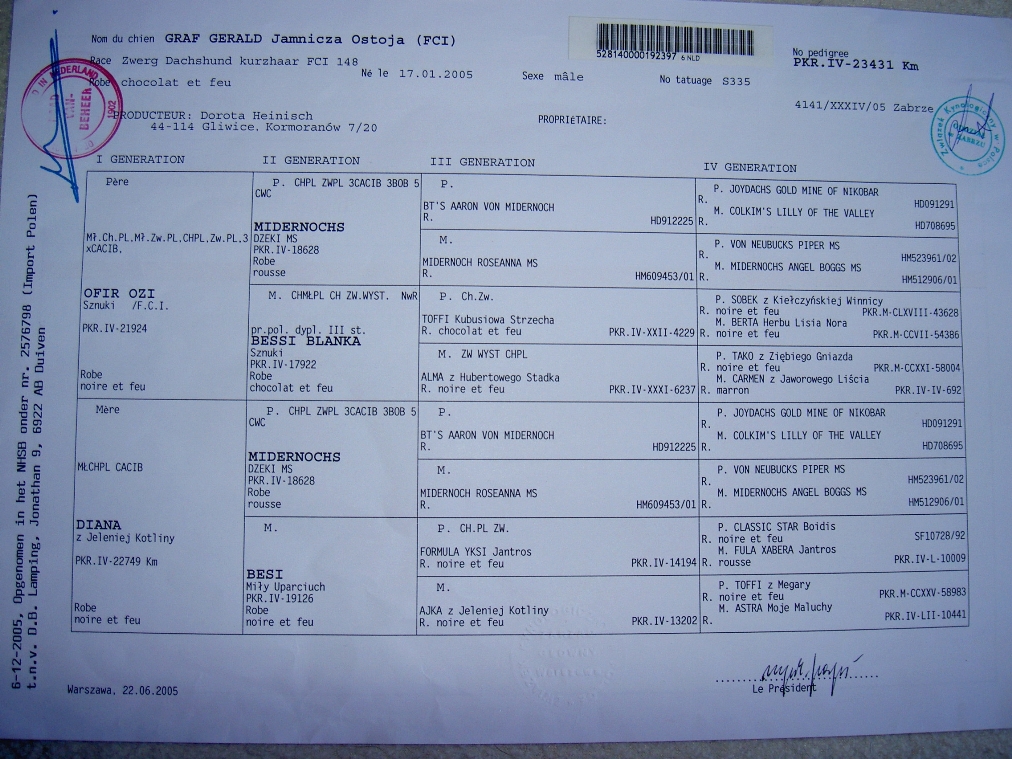 Nom du chien GRAF GERALD Jamnicza Ostoja (FCI)
528140000192397 6 NLD
No pedigree
PKR.IV-23431 Km
Race Zwerg Dachshund kurzhaar FCI 148
Né le 17.01.2005
Sexe mâle
No tatuage S335
Robe chocolat et feu
4141/XXXIV/05 Zabrze
PRODUCTEUR: Dorota Heinisch
44-114 Gliwice, Kormoranów 7/20
PROPRIÉTAIRE:
NEDERLAND
BEHEER
1902
Związek Kynologiczny w Polsce
w ZABRZU
I GENERATION
II GENERATION
III GENERATION
IV GENERATION
Père
Mł.Ch.PL,Mł.Zw.PL,CHPL,Zw.PL,3
xCACIB,
OFIR OZI
Sznuki /F.C.I.
PKR.IV-21924
Robe
noire et feu
Mère
MŁCHPL CACIB
DIANA
z Jeleniej Kotliny
PKR.IV-22749 Km
Robe
noire et feu
P. CHPL ZWPL 3CACIB 3BOB 5
CWC
MIDERNOCHS
DZEKI MS
PKR.IV-18628
Robe
rousse
M. CHMŁPL CH ZW.WYST. NwR
pr.pol. dypl. III st.
BESSI BLANKA
Sznuki
PKR.IV-17922
Robe
chocolat et feu
P. CHPL ZWPL 3CACIB 3BOB 5
CWC
MIDERNOCHS
DZEKI MS
PKR.IV-18628
Robe
rousse
M.
BESI
Miły Uparciuch
PKR.IV-19126
Robe
noire et feu
P.
BT'S AARON VON MIDERNOCH
R. HD912225
M.
MIDERNOCH ROSEANNA MS
R. HM609453/01
P. Ch.Zw.
TOFFI Kubusiowa Strzecha
R. chocolat et feu PKR.IV-XXII-4229
M. ZW WYST CHPL
ALMA z Hubertowego Stadka
R. noire et feu PKR.IV-XXXI-6237
P.
BT'S AARON VON MIDERNOCH
R. HD912225
M.
MIDERNOCH ROSEANNA MS
R. HM609453/01
P. CH.PL ZW.
FORMULA YKSI Jantros
R. noire et feu PKR.IV-14194
M.
AJKA z Jeleniej Kotliny
R. noire et feu PKR.IV-13202
P. JOYDACHS GOLD MINE OF NIKOBAR
R. HD091291
M. COLKIM'S LILLY OF THE VALLEY
R. HD708695
P. VON NEUBUCKS PIPER MS
R. HM523961/02
M. MIDERNOCHS ANGEL BOGGS MS
R. HM512906/01
P. SOBEK z Kiełczyńskiej Winnicy
R. noire et feu PKR.M-CLXVIII-43628
M. BERTA Herbu Lisia Nora
R. noire et feu PKR.M-CCVII-54386
P. TAKO z Ziębiego Gniazda
R. noire et feu PKR.M-CCXXI-58004
M. CARMEN z Jaworowego Liścia
R. marron PKR.IV-IV-692
P. JOYDACHS GOLD MINE OF NIKOBAR
R. HD091291
M. COLKIM'S LILLY OF THE VALLEY
R. HD708695
P. VON NEUBUCKS PIPER MS
R. HM523962/02
M. MIDERNOCHS ANGEL BOGGS MS
R. HM512906/01
P. CLASSIC STAR Boidis
R. noire et feu SF10728/92
M. FULA XABERA Jantros
R. rousse PKR.IV-L-10009
P. TOFFI z Megary
R. noire et feu PKR.M-CCXXV-58983
M. ASTRA Moje Maluchy
R. PKR.IV-LII-10441
Warszawa, 22.06.2005
Le Président
6-12-2005, Opgenomen in het NHSB onder nr. 2576798 (Import Polen)
t.n.v. D.B. Lamping, Jonathan 9, 6922 AB Duiven